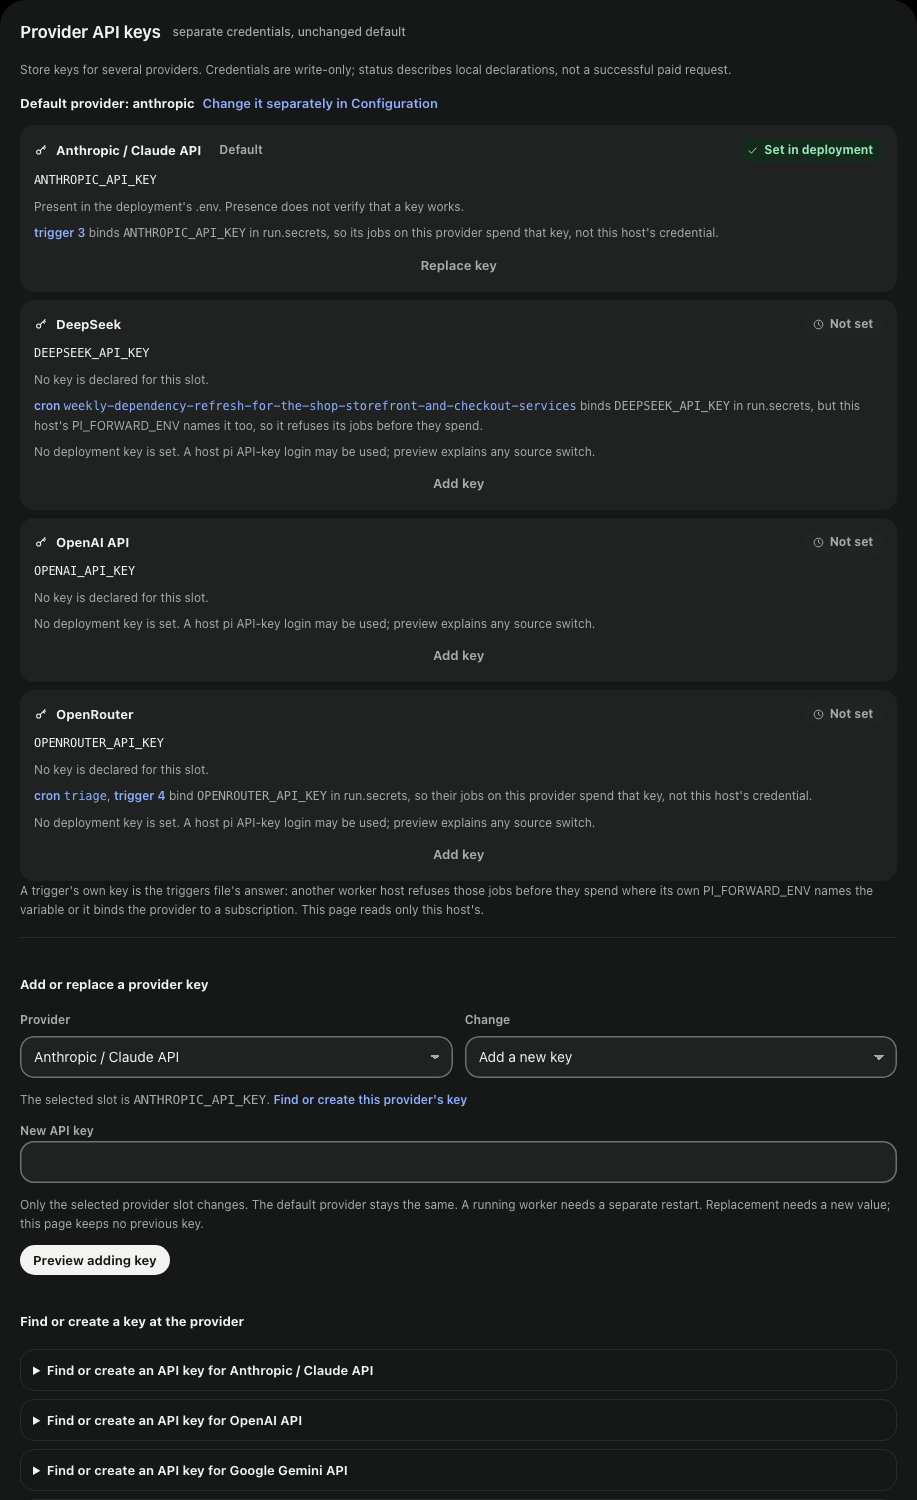 Provider API keys separate credentials, unchanged default
Store keys for several providers. Credentials are write-only; status describes local declarations, not a successful paid request.
Default provider: anthropic Change it separately in Configuration
Anthropic / Claude API Default Set in deployment
ANTHROPIC_API_KEY
Present in the deployment's .env. Presence does not verify that a key works.
trigger 3 binds ANTHROPIC_API_KEY in run.secrets, so its jobs on this provider spend that key, not this host's credential.
Replace key
DeepSeek Not set
DEEPSEEK_API_KEY
No key is declared for this slot.
cron weekly-dependency-refresh-for-the-shop-storefront-and-checkout-services binds DEEPSEEK_API_KEY in run.secrets, but this
host's PI_FORWARD_ENV names it too, so it refuses its jobs before they spend.
No deployment key is set. A host pi API-key login may be used; preview explains any source switch.
Add key
OpenAI API Not set
OPENAI_API_KEY
No key is declared for this slot.
No deployment key is set. A host pi API-key login may be used; preview explains any source switch.
Add key
OpenRouter Not set
OPENROUTER_API_KEY
No key is declared for this slot.
cron triage, trigger 4 bind OPENROUTER_API_KEY in run.secrets, so their jobs on this provider spend that key, not this host's credential.
No deployment key is set. A host pi API-key login may be used; preview explains any source switch.
Add key
A trigger's own key is the triggers file's answer: another worker host refuses those jobs before they spend where its own PI_FORWARD_ENV names the
variable or it binds the provider to a subscription. This page reads only this host's.
Add or replace a provider key
Provider Change
Anthropic / Claude API Add a new key
The selected slot is ANTHROPIC_API_KEY. Find or create this provider's key
New API key
Only the selected provider slot changes. The default provider stays the same. A running worker needs a separate restart. Replacement needs a new value;
this page keeps no previous key.
Preview adding key
Find or create a key at the provider
Find or create an API key for Anthropic / Claude API
Find or create an API key for OpenAI API
Find or create an API key for Google Gemini API